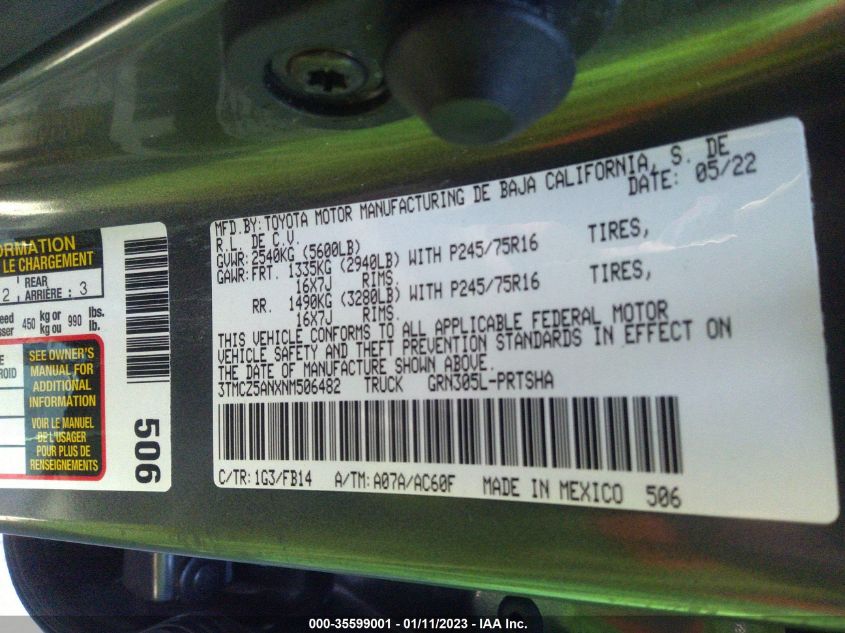 ORMATION
LE CHARGEMENT
2 REAR ARRIÈRE : 3
450 kg or kg ou 990 lbs. lb.
SEE OWNER'S
MANUAL FOR
ADDITIONAL
INFORMATION
VOIR LE MANUEL
DE L'USAGER
POUR PLUS DE
RENSEIGNEMENTS
506
MFD.BY:TOYOTA MOTOR MANUFACTURING DE BAJA CALIFORNIA, S. DE
R.L. DE C.V. DATE: 05/22
GVWR:2540KG (5600LB)
GAWR:FRT. 1335KG (2940LB) WITH P245/75R16 TIRES,
16X7J RIMS.
RR. 1490KG (3280LB) WITH P245/75R16 TIRES,
16X7J RIMS.
THIS VEHICLE CONFORMS TO ALL APPLICABLE FEDERAL MOTOR
VEHICLE SAFETY AND THEFT PREVENTION STANDARDS IN EFFECT ON
THE DATE OF MANUFACTURE SHOWN ABOVE.
3TMCZ5ANXNM506482 TRUCK GRN305L-PRTSHA
C/TR:1G3/FB14 A/TM:A07A/AC60F MADE IN MEXICO 506
000-35599001 - 01/11/2023 - IAA Inc.